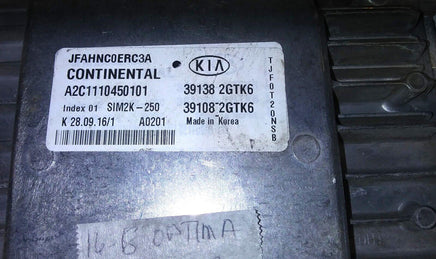 JFAHNC0ERC3A
CONTINENTAL
KIA
A2C1110450101
39138 2GTK6
Index 01 SIM2K-250
39108-2GTK6
K 28.09.16/1 A0201
Made in Korea
TJF0T20NSB
16 OPTIMA